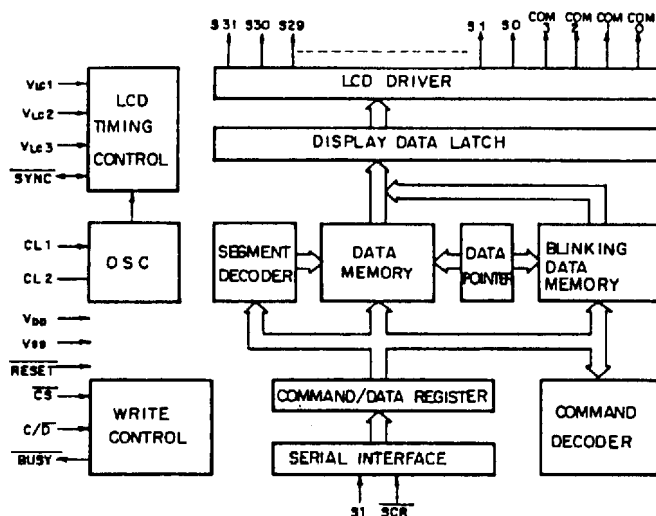 S31 S30 S29 S1 S0 COM 3 COM 2 COM 1 COM 0
LCD DRIVER
DISPLAY DATA LATCH
VLC1
VLC2
VLC3
SYNC
LCD
TIMING
CONTROL
CL1
CL2
OSC
SEGMENT
DECODER
DATA
MEMORY
DATA
POINTER
BLINKING
DATA
MEMORY
VDD
VSS
RESET
CS
C/D
BUSY
WRITE
CONTROL
COMMAND/DATA REGISTER
SERIAL INTERFACE
COMMAND
DECODER
S1
SCR